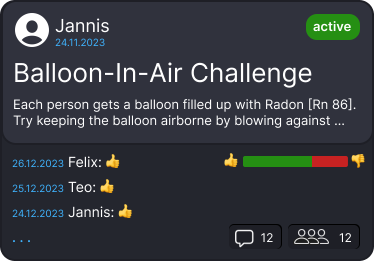 Jannis
24.11.2023
active
Balloon-In-Air Challenge
Each person gets a balloon filled up with Radon [Rn 86].
Try keeping the balloon airborne by blowing against ...
26.12.2023 Felix: 👍 👍 👎
25.12.2023 Teo: 👍
24.12.2023 Jannis: 👍
. . . 12 12